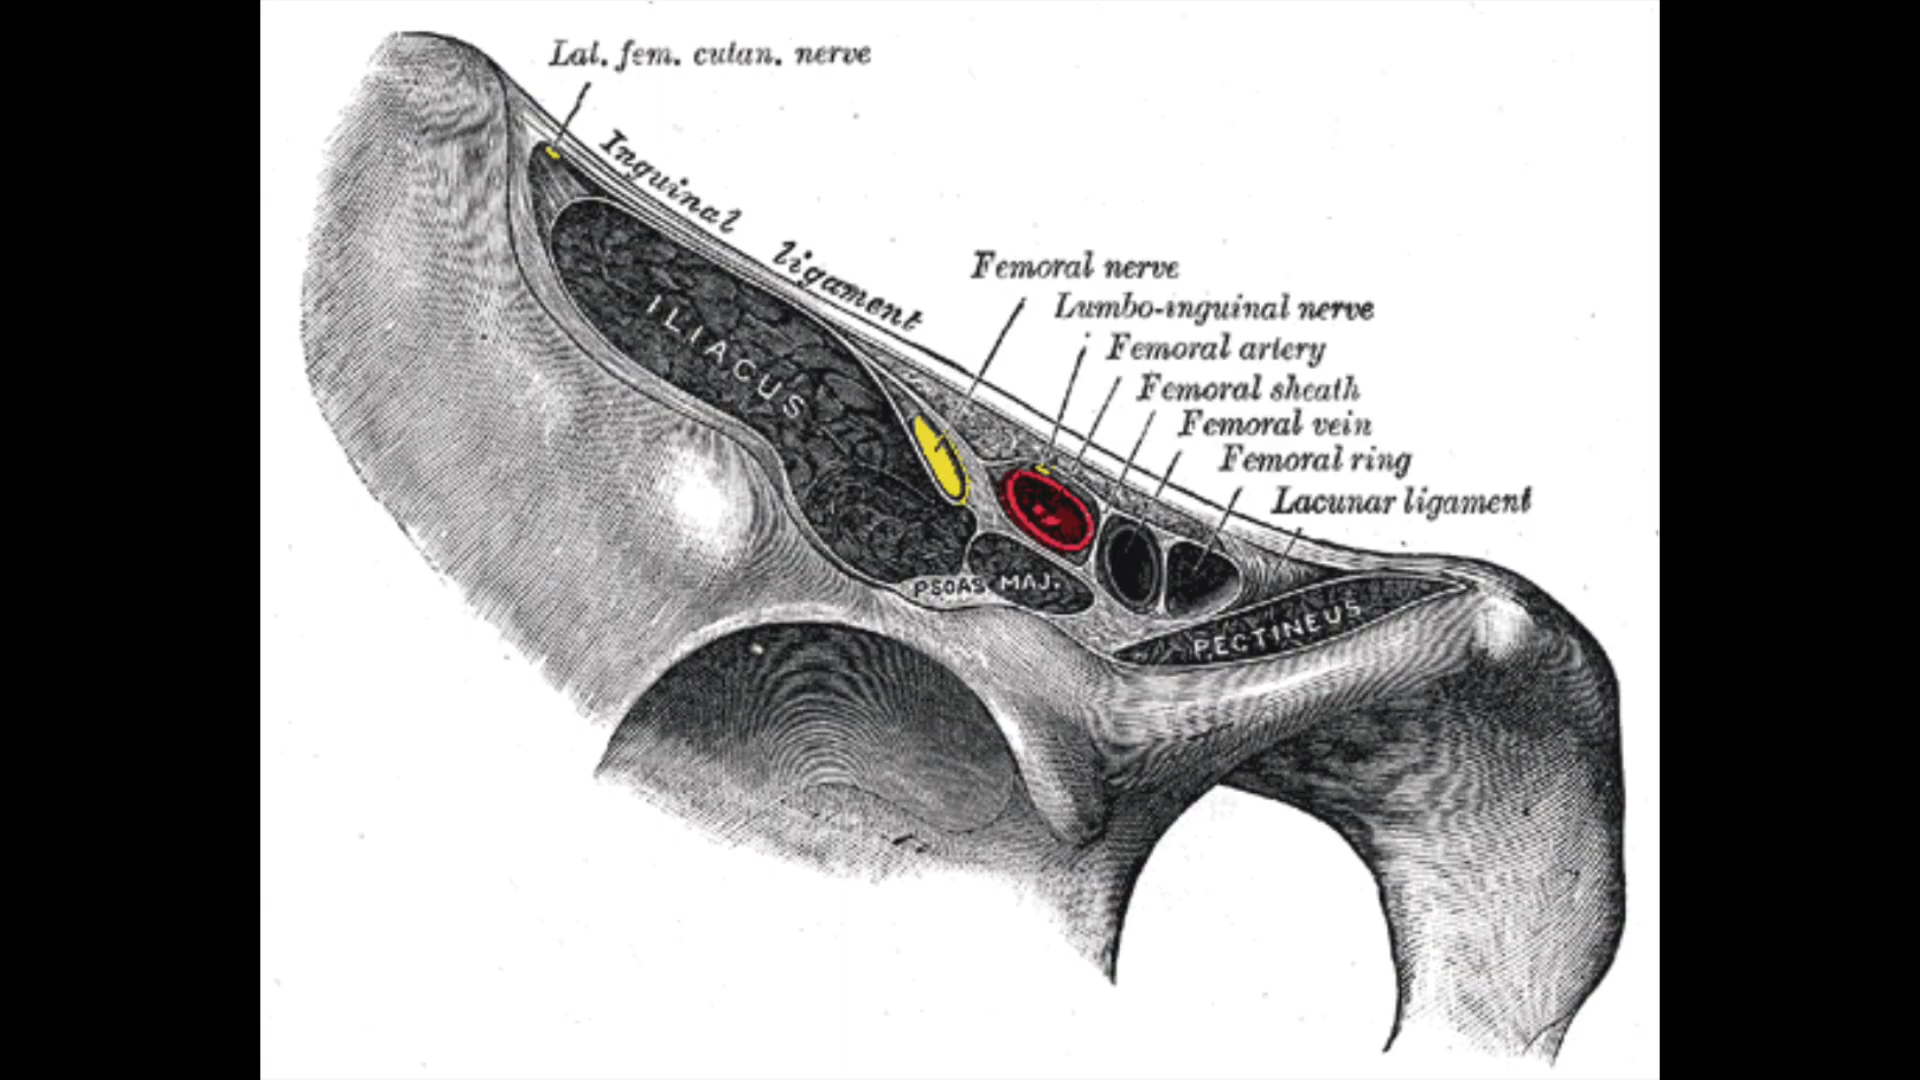 Lat. fem. cutan. nerve
Inguinal ligament
Femoral nerve
Lumbo-inguinal nerve
Femoral artery
Femoral sheath
Femoral vein
Femoral ring
Lacunar ligament
ILIACUS
PSOAS MAJ.
PECTINEUS